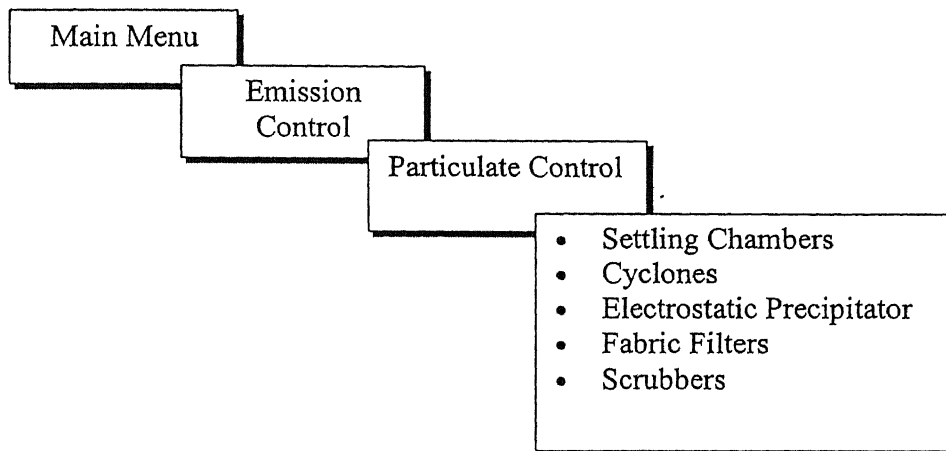 Main Menu
Emission
Control
Particulate Control
• Settling Chambers
• Cyclones
• Electrostatic Precipitator
• Fabric Filters
• Scrubbers